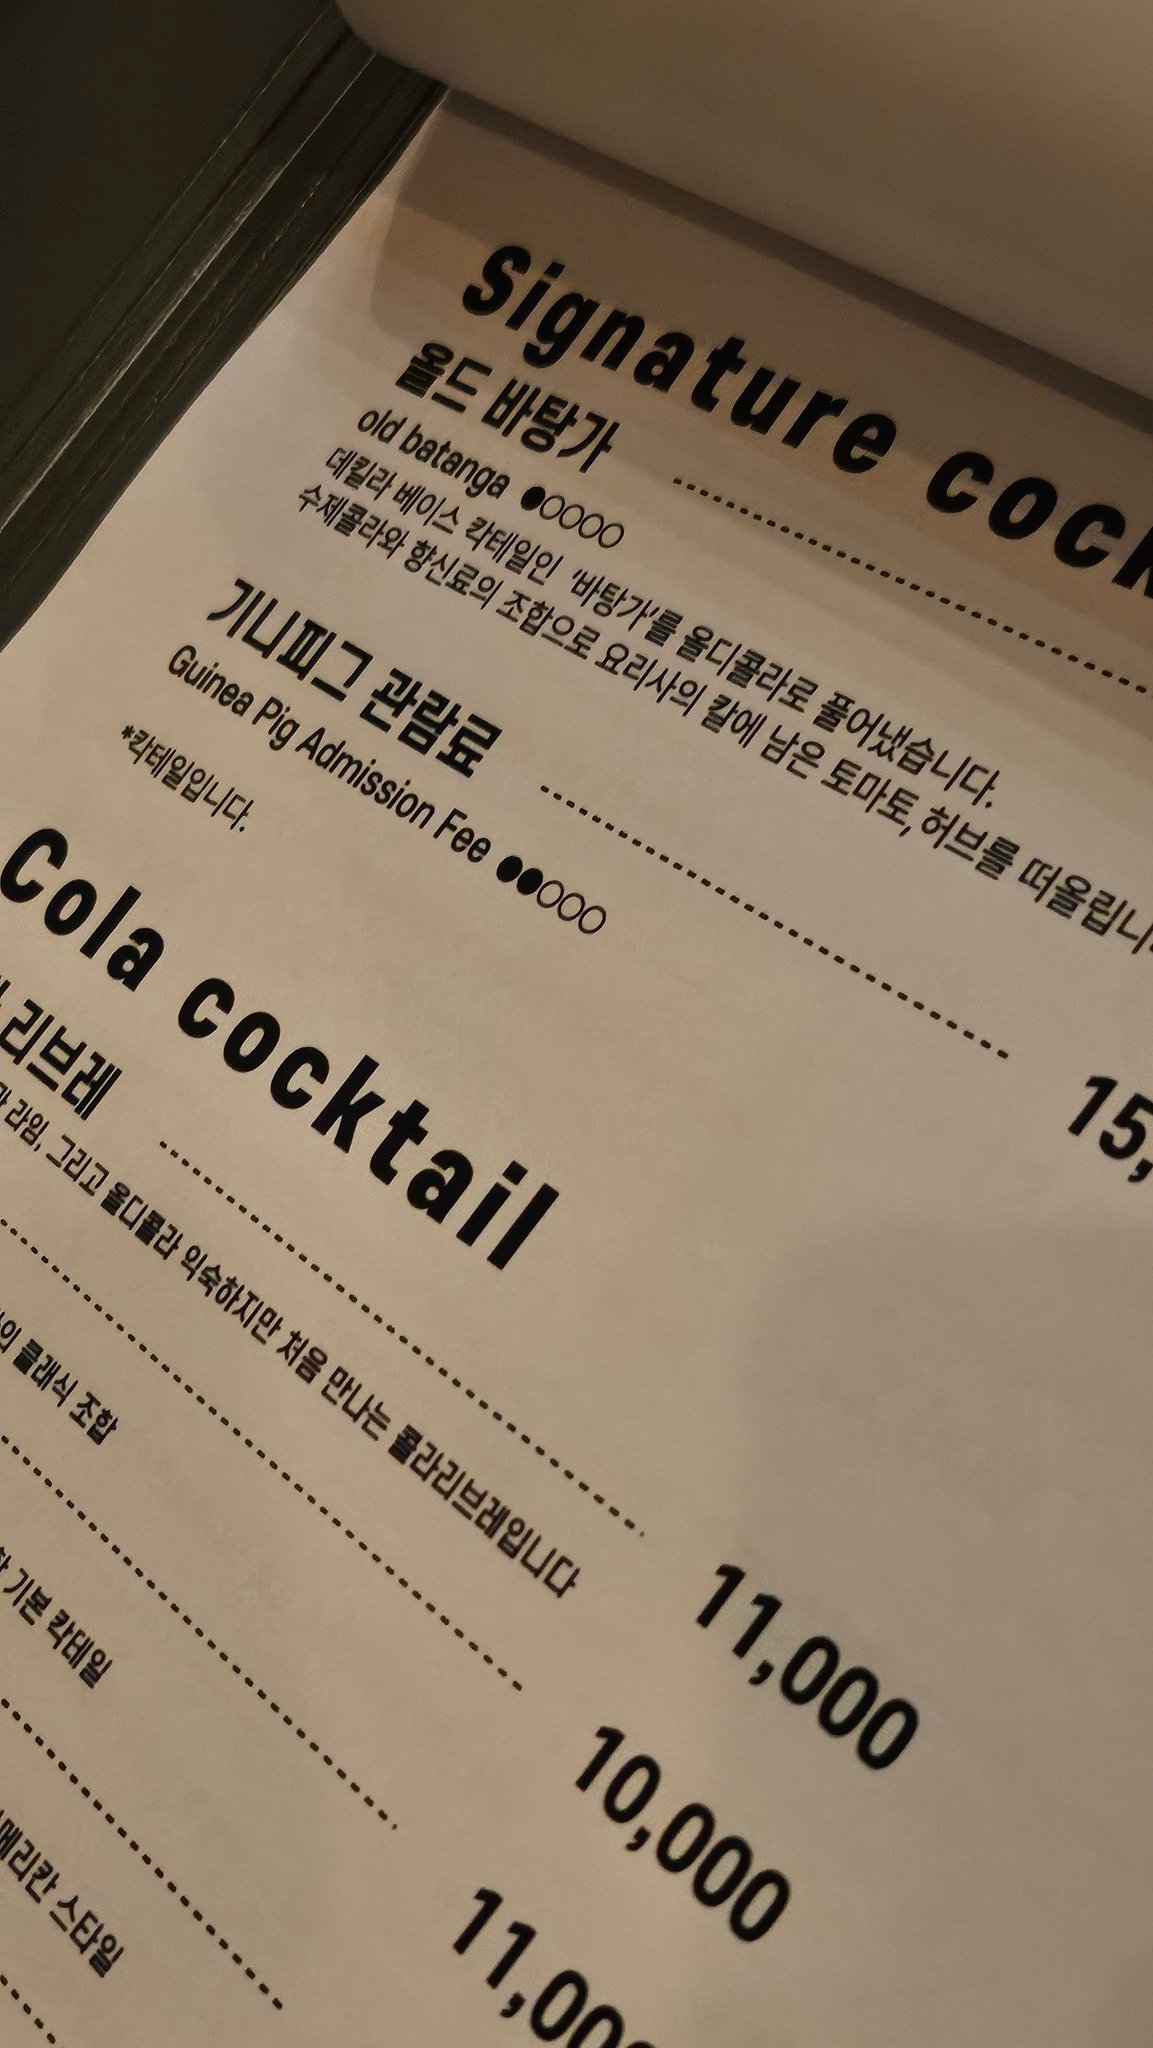 Signature cock
올드 바탕가
old batanga ●○○○○
데킬라 베이스 칵테일인 '바탕가'를 올디콜라로 풀어냈습니다.
수제콜라와 향신료의 조합으로 요리사의 칼에 남은 토마토, 허브를 떠올립니
기니피그 관람료 15,
Guinea Pig Admission Fee ●●○○○
*칵테일입니다.
Cola cocktail
리브레 11,000
라임, 그리고 올디콜라 익숙하지만 처음 만나는 콜라리브레입니다
10,000
의 클래식 조합
11,000
기본 칵테일
메리칸 스타일